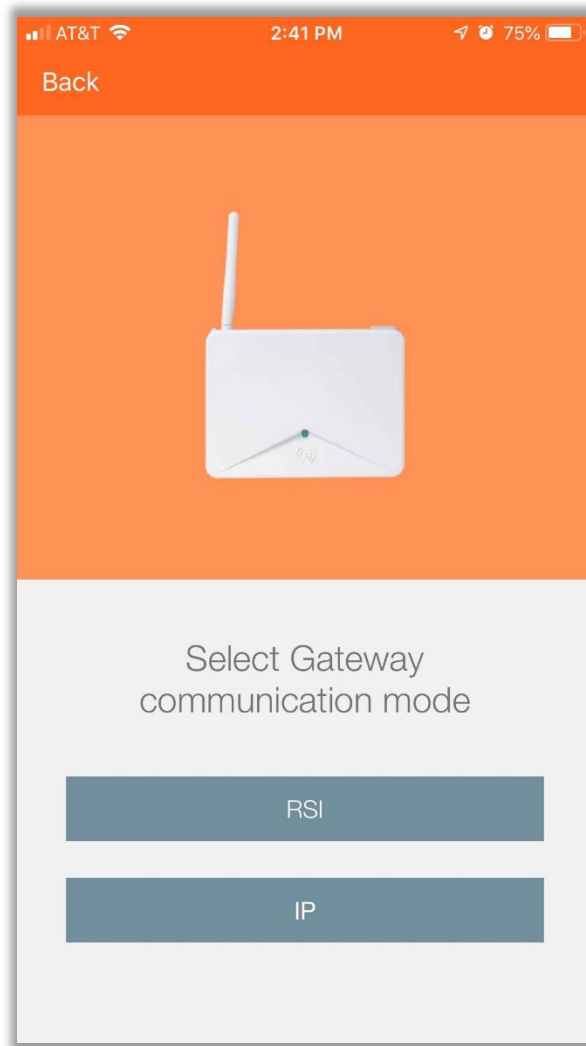 AT&T 2:41 PM 75%
Back
Select Gateway
communication mode
RSI
IP